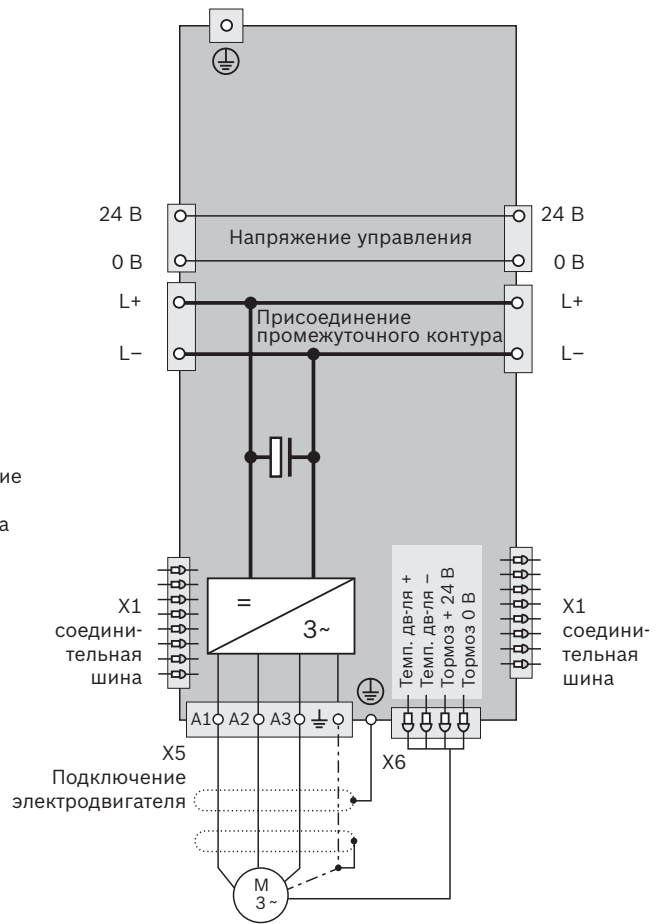 24 В
24 В
Напряжение управления
0 В
0 В
L+
L+
Присоединение
промежуточного контура
L−
L−
ие
а
=
3~
Темп. дв-ля +
Темп. дв-ля −
Тормоз + 24 В
Тормоз 0 В
X1
соедини-
тельная
шина
X1
соедини-
тельная
шина
A1
A2
A3
X5
X6
Подключение
электродвигателя
M
3~